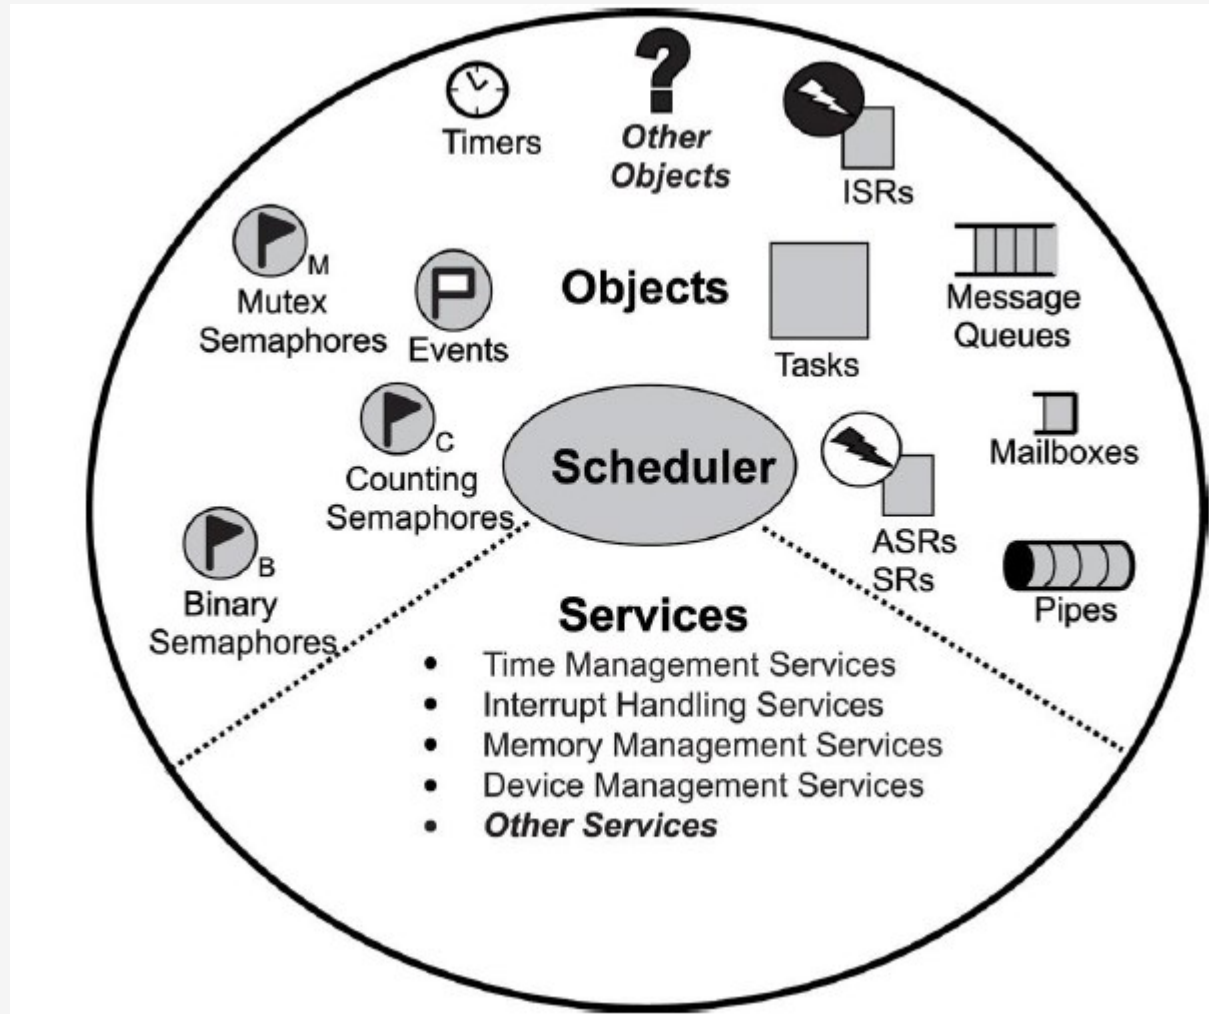 Timers
Other
Objects
ISRs
M
Mutex
Semaphores
Events
Objects
Tasks
Message
Queues
C
Counting
Semaphores
Scheduler
Mailboxes
B
Binary
Semaphores
ASRs
SRs
Pipes
Services
• Time Management Services
• Interrupt Handling Services
• Memory Management Services
• Device Management Services
• Other Services